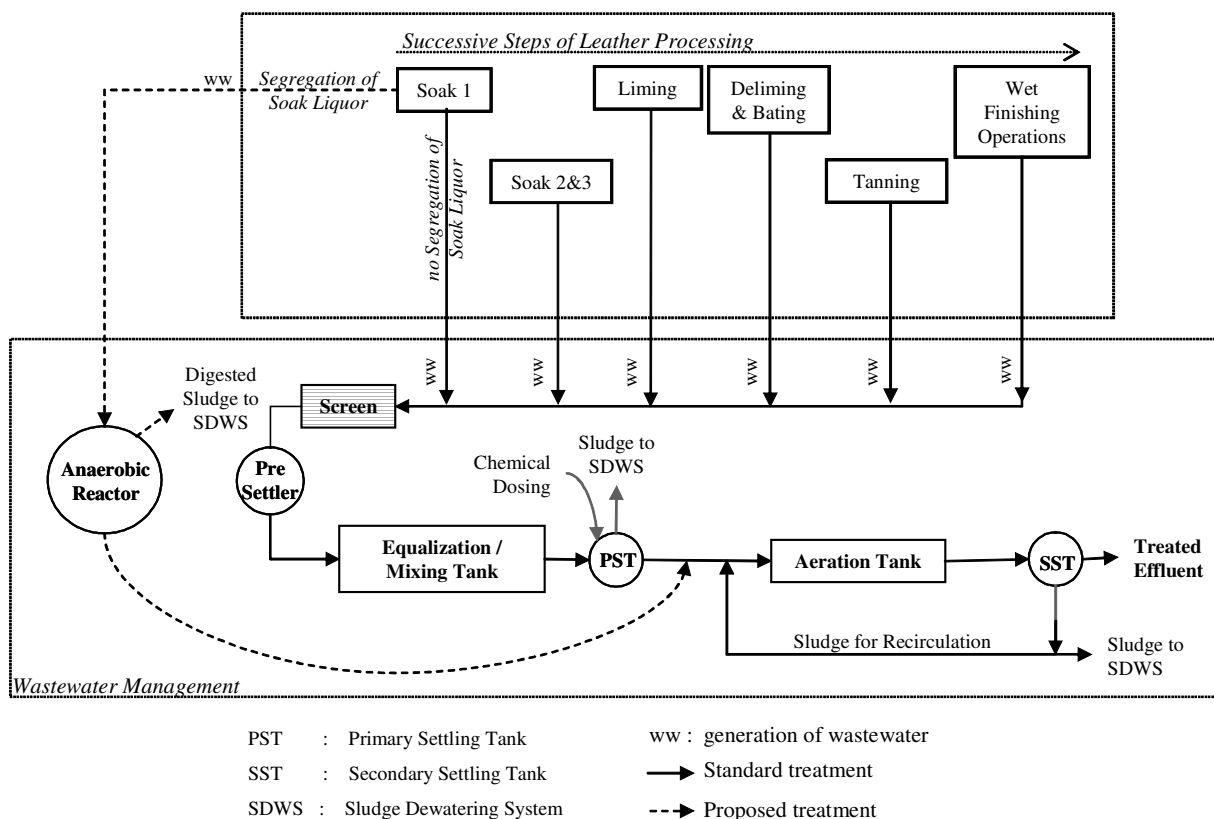 Successive Steps of Leather Processing
ww
Segregation of
Soak Liquor
Soak 1
Liming
Deliming
& Bating
Wet
Finishing
Operations
Soak 2&3
Tanning
no Segregation of
Soak Liquor
ww
ww
ww
ww
ww
ww
Digested
Sludge to
SDWS
Screen
Anaerobic
Reactor
Pre
Settler
Chemical
Dosing
Sludge to
SDWS
Equalization /
Mixing Tank
PST
Aeration Tank
SST
Treated
Effluent
Sludge for Recirculation
Sludge to
SDWS
Wastewater Management
PST : Primary Settling Tank
SST : Secondary Settling Tank
SDWS : Sludge Dewatering System
ww : generation of wastewater
Standard treatment
Proposed treatment